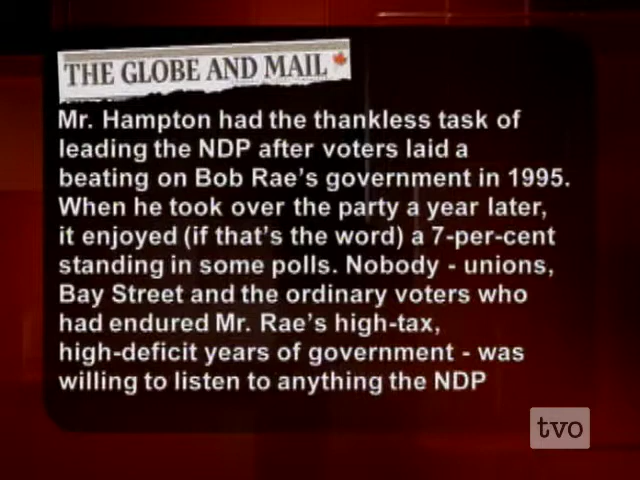 THE GLOBE AND MAIL
Mr. Hampton had the thankless task of
leading the NDP after voters laid a
beating on Bob Rae's government in 1995.
When he took over the party a year later,
it enjoyed (if that's the word) a 7-per-cent
standing in some polls. Nobody - unions,
Bay Street and the ordinary voters who
had endured Mr. Rae's high-tax,
high-deficit years of government - was
willing to listen to anything the NDP
tvo